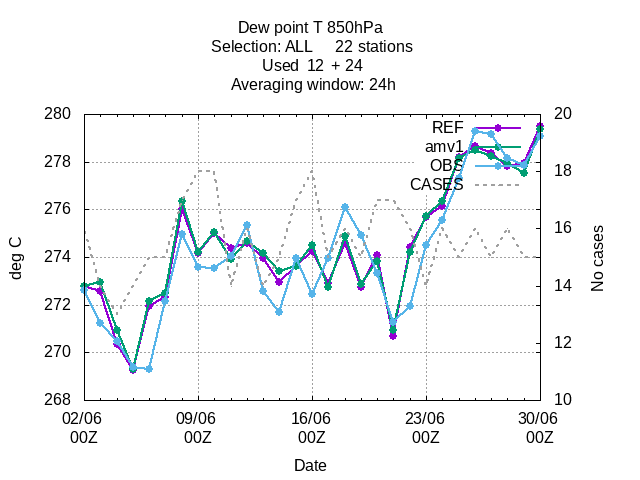 Dew point T 850hPa
Selection: ALL 22 stations
Used 12 + 24
Averaging window: 24h
280
278
276
274
272
270
268
20
18
16
14
12
10
deg C
No cases
REF
amv1
OBS
CASES
02/06 09/06 16/06 23/06 30/06
00Z 00Z 00Z 00Z 00Z
Date